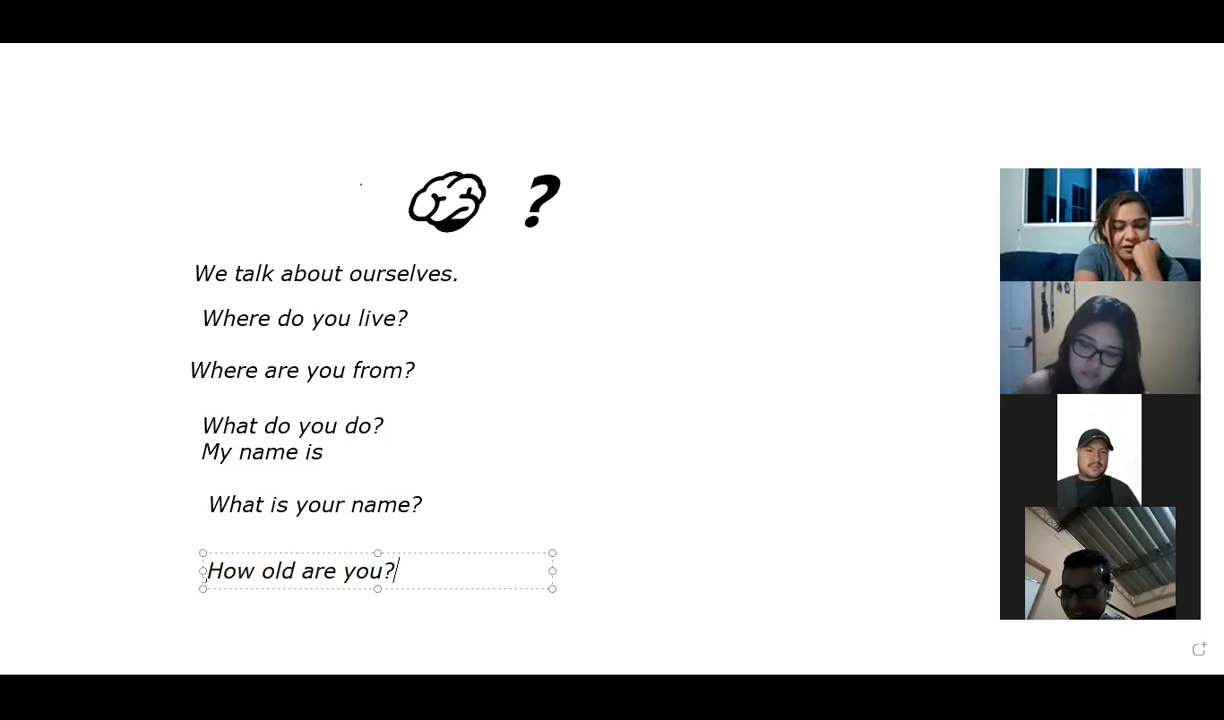 ?
We talk about ourselves.
Where do you live?
Where are you from?
What do you do?
My name is
What is your name?
How old are you?